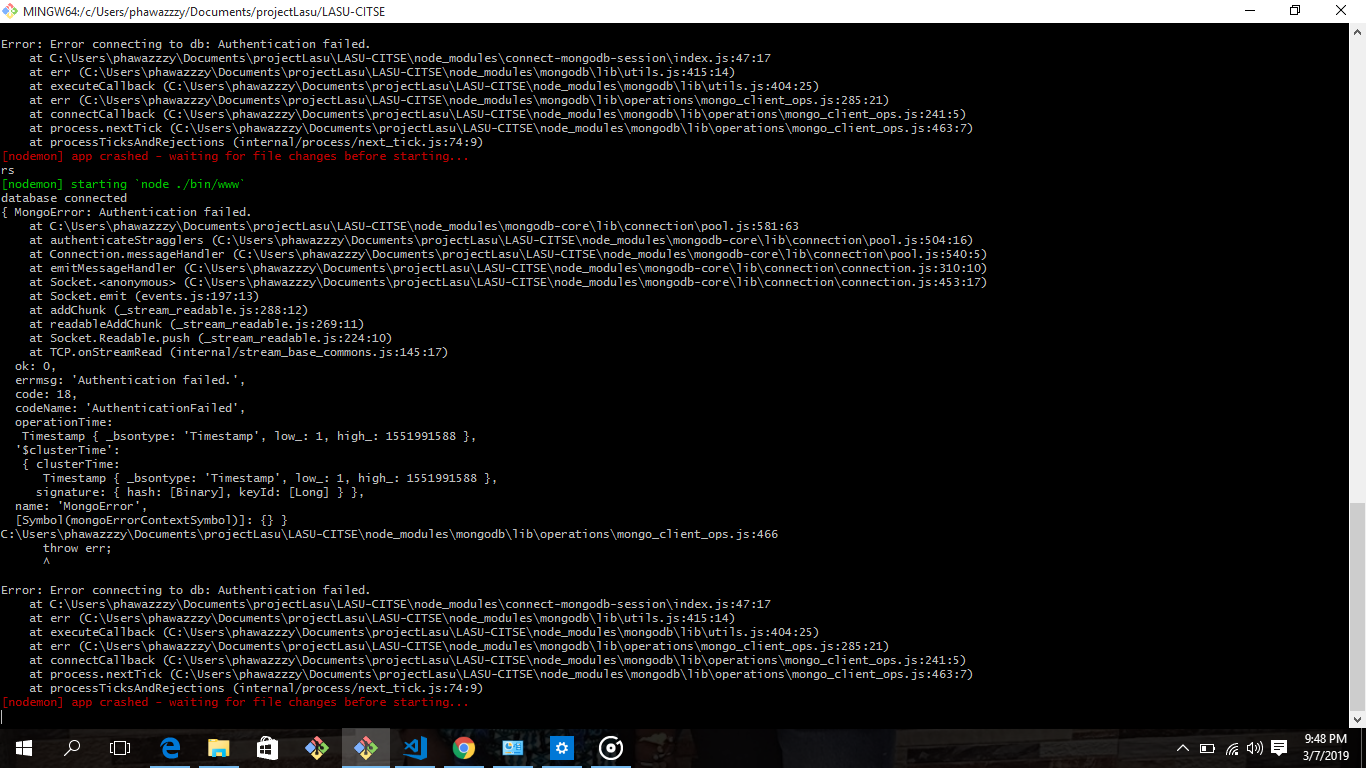 MINGW64:/c/Users/phawazzzy/Documents/projectLasu/LASU-CITSE
Error: Error connecting to db: Authentication failed.
    at C:\Users\phawazzzy\Documents\projectLasu\LASU-CITSE\node_modules\connect-mongodb-session\index.js:47:17
    at err (C:\Users\phawazzzy\Documents\projectLasu\LASU-CITSE\node_modules\mongodb\lib\utils.js:415:14)
    at executeCallback (C:\Users\phawazzzy\Documents\projectLasu\LASU-CITSE\node_modules\mongodb\lib\utils.js:404:25)
    at err (C:\Users\phawazzzy\Documents\projectLasu\LASU-CITSE\node_modules\mongodb\lib\operations\mongo_client_ops.js:285:21)
    at connectCallback (C:\Users\phawazzzy\Documents\projectLasu\LASU-CITSE\node_modules\mongodb\lib\operations\mongo_client_ops.js:241:5)
    at process.nextTick (C:\Users\phawazzzy\Documents\projectLasu\LASU-CITSE\node_modules\mongodb\lib\operations\mongo_client_ops.js:463:7)
    at processTicksAndRejections (internal/process/next_tick.js:74:9)
[nodemon] app crashed - waiting for file changes before starting...
rs
[nodemon] starting `node ./bin/www`
database connected
{ MongoError: Authentication failed.
    at C:\Users\phawazzzy\Documents\projectLasu\LASU-CITSE\node_modules\mongodb-core\lib\connection\pool.js:581:63
    at authenticateStragglers (C:\Users\phawazzzy\Documents\projectLasu\LASU-CITSE\node_modules\mongodb-core\lib\connection\pool.js:504:16)
    at Connection.messageHandler (C:\Users\phawazzzy\Documents\projectLasu\LASU-CITSE\node_modules\mongodb-core\lib\connection\pool.js:540:5)
    at emitMessageHandler (C:\Users\phawazzzy\Documents\projectLasu\LASU-CITSE\node_modules\mongodb-core\lib\connection\connection.js:310:10)
    at Socket.<anonymous> (C:\Users\phawazzzy\Documents\projectLasu\LASU-CITSE\node_modules\mongodb-core\lib\connection\connection.js:453:17)
    at Socket.emit (events.js:197:13)
    at addChunk (_stream_readable.js:288:12)
    at readableAddChunk (_stream_readable.js:269:11)
    at Socket.Readable.push (_stream_readable.js:224:10)
    at TCP.onStreamRead (internal/stream_base_commons.js:145:17)
  ok: 0,
  errmsg: 'Authentication failed.',
  code: 18,
  codeName: 'AuthenticationFailed',
  operationTime:
   Timestamp { _bsontype: 'Timestamp', low_: 1, high_: 1551991588 },
  '$clusterTime':
   { clusterTime:
      Timestamp { _bsontype: 'Timestamp', low_: 1, high_: 1551991588 },
     signature: { hash: [Binary], keyId: [Long] } },
  name: 'MongoError',
  [Symbol(mongoErrorContextSymbol)]: {} }
C:\Users\phawazzzy\Documents\projectLasu\LASU-CITSE\node_modules\mongodb\lib\operations\mongo_client_ops.js:466
      throw err;
      ^
Error: Error connecting to db: Authentication failed.
    at C:\Users\phawazzzy\Documents\projectLasu\LASU-CITSE\node_modules\connect-mongodb-session\index.js:47:17
    at err (C:\Users\phawazzzy\Documents\projectLasu\LASU-CITSE\node_modules\mongodb\lib\utils.js:415:14)
    at executeCallback (C:\Users\phawazzzy\Documents\projectLasu\LASU-CITSE\node_modules\mongodb\lib\utils.js:404:25)
    at err (C:\Users\phawazzzy\Documents\projectLasu\LASU-CITSE\node_modules\mongodb\lib\operations\mongo_client_ops.js:285:21)
    at connectCallback (C:\Users\phawazzzy\Documents\projectLasu\LASU-CITSE\node_modules\mongodb\lib\operations\mongo_client_ops.js:241:5)
    at process.nextTick (C:\Users\phawazzzy\Documents\projectLasu\LASU-CITSE\node_modules\mongodb\lib\operations\mongo_client_ops.js:463:7)
    at processTicksAndRejections (internal/process/next_tick.js:74:9)
[nodemon] app crashed - waiting for file changes before starting...
9:48 PM
3/7/2019